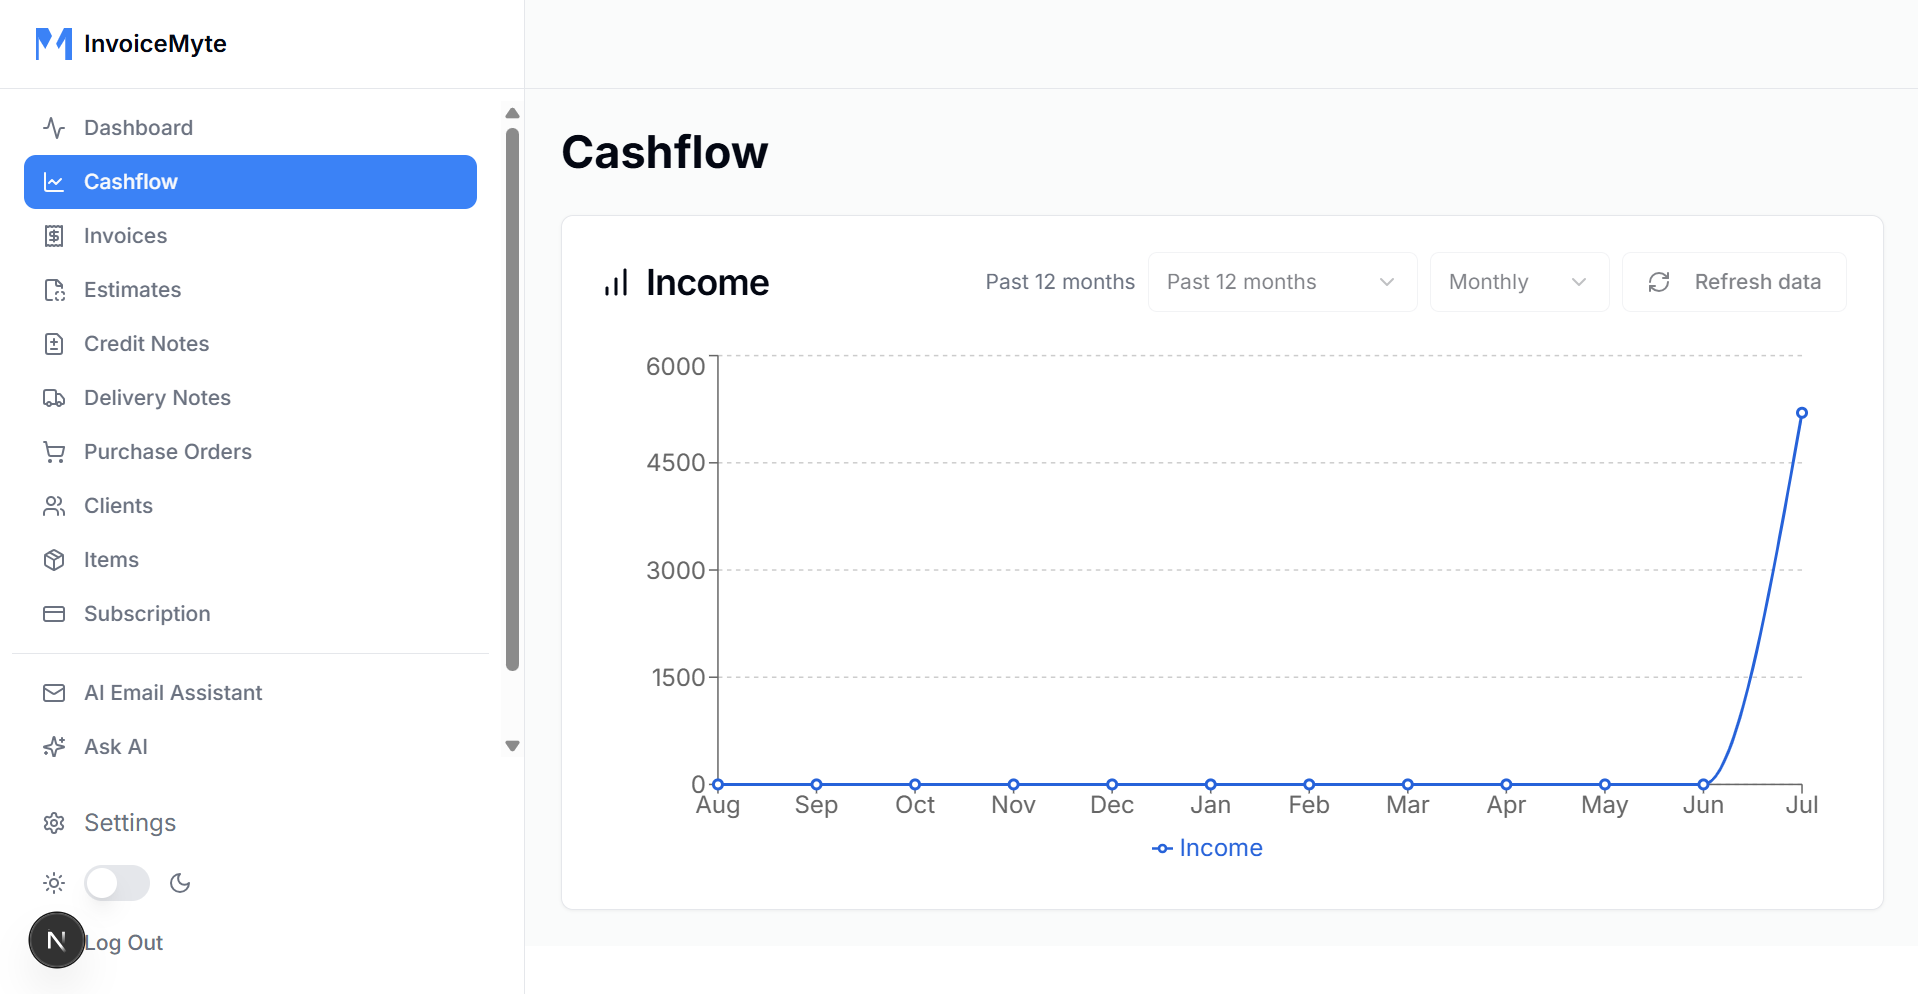 InvoiceMyte
Dashboard
Cashflow
Invoices
Estimates
Credit Notes
Delivery Notes
Purchase Orders
Clients
Items
Subscription
AI Email Assistant
Ask AI
Settings
N
Log Out
Cashflow
Income
Past 12 months
Past 12 months
Monthly
Refresh data
6000
4500
3000
1500
0
Aug Sep Oct Nov Dec Jan Feb Mar Apr May Jun Jul
Income